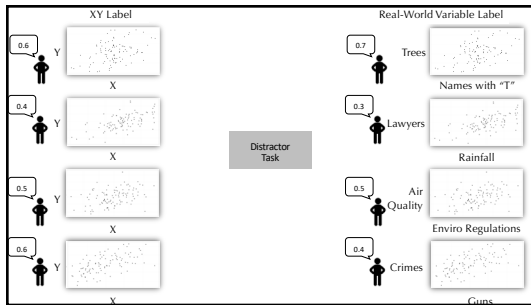 XY Label
0.6
Y
X
0.4
Y
X
0.5
Y
X
0.6
Y
X
Distractor
Task
Real-World Variable Label
0.7
Trees
Names with “T”
0.3
Lawyers
Rainfall
0.5
Air
Quality
Enviro Regulations
0.4
Crimes
Guns